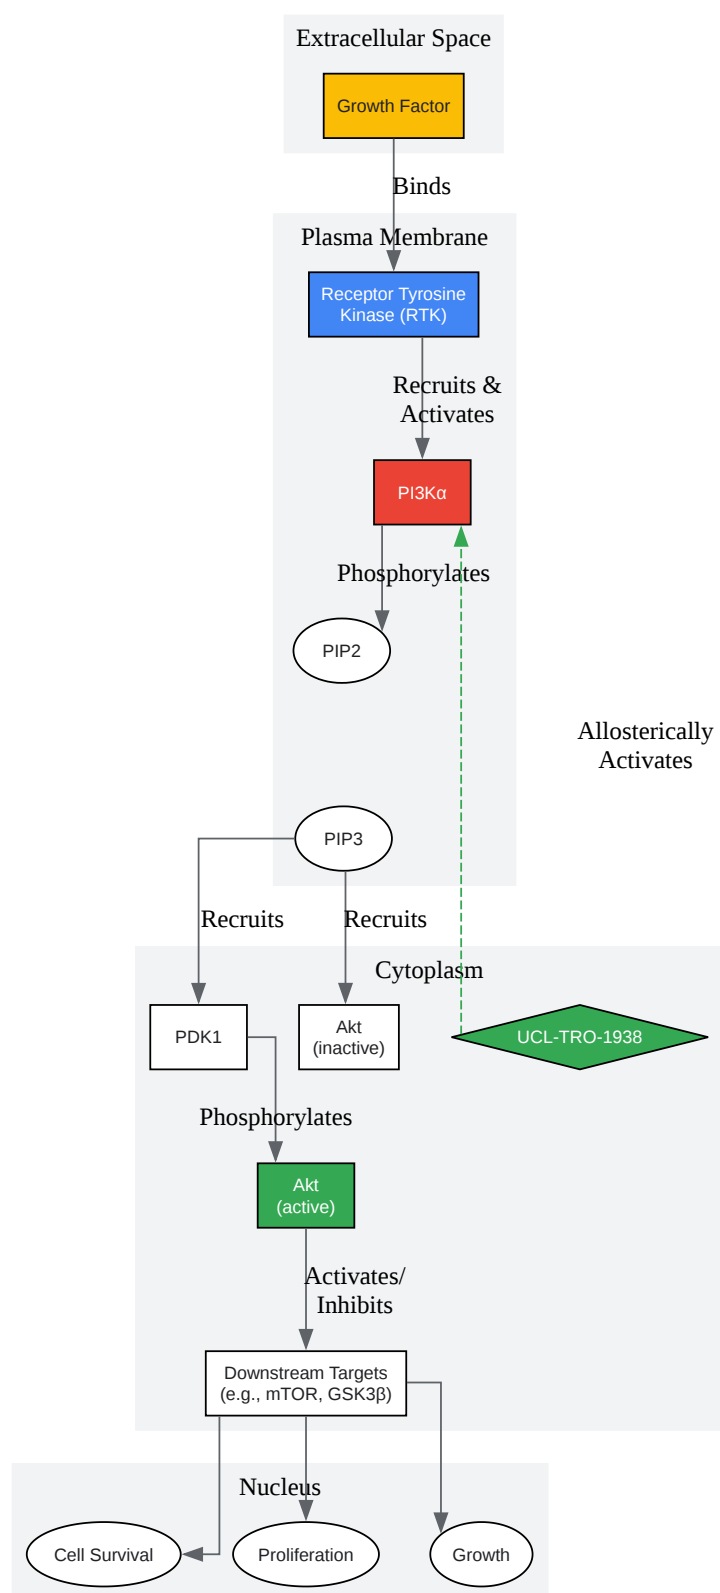 Extracellular Space
Growth Factor
Binds
Plasma Membrane
Receptor Tyrosine
Kinase (RTK)
Recruits &
Activates
PI3Kα
Phosphorylates
PIP2
Allosterically
Activates
PIP3
Recruits
Recruits
Cytoplasm
PDK1
Akt
(inactive)
UCL-TRO-1938
Phosphorylates
Akt
(active)
Activates/
Inhibits
Downstream Targets
(e.g., mTOR, GSK3β)
Nucleus
Cell Survival
Proliferation
Growth